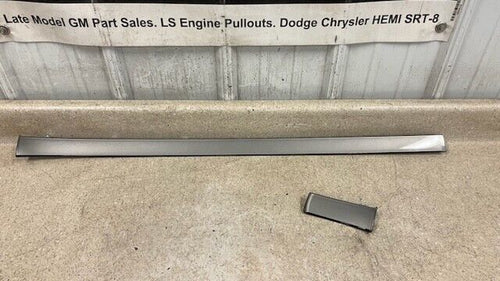 Late Model GM Part Sales. LS Engine Pullouts. Dodge Chrysler HEMI SRT-8